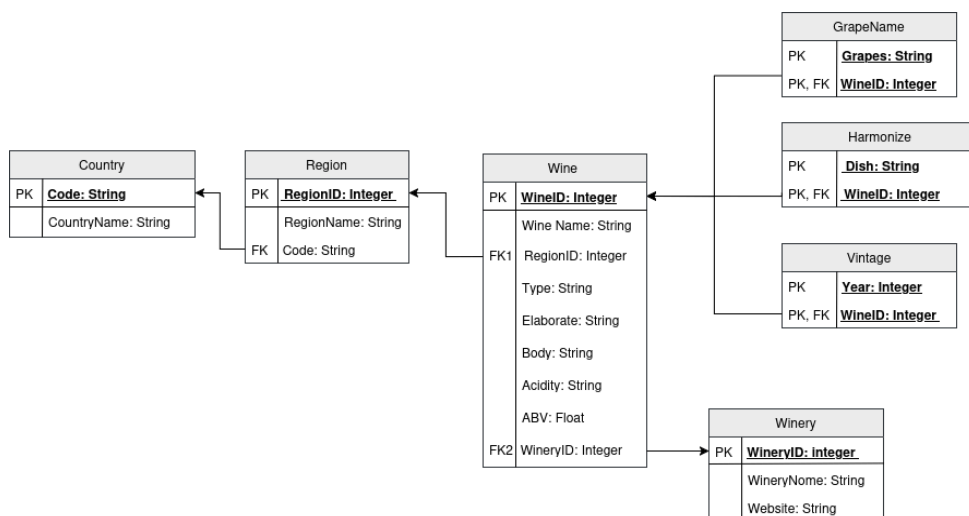 Country
PK Code: String
CountryName: String
Region
PK RegionID: Integer
RegionName: String
FK Code: String
Wine
PK WineID: Integer
Wine Name: String
FK1 RegionID: Integer
Type: String
Elaborate: String
Body: String
Acidity: String
ABV: Float
FK2 WineryID: Integer
GrapeName
PK Grapes: String
PK, FK WineID: Integer
Harmonize
PK Dish: String
PK, FK WineID: Integer
Vintage
PK Year: Integer
PK, FK WineID: Integer
Winery
PK WineryID: integer
WineryNome: String
Website: String